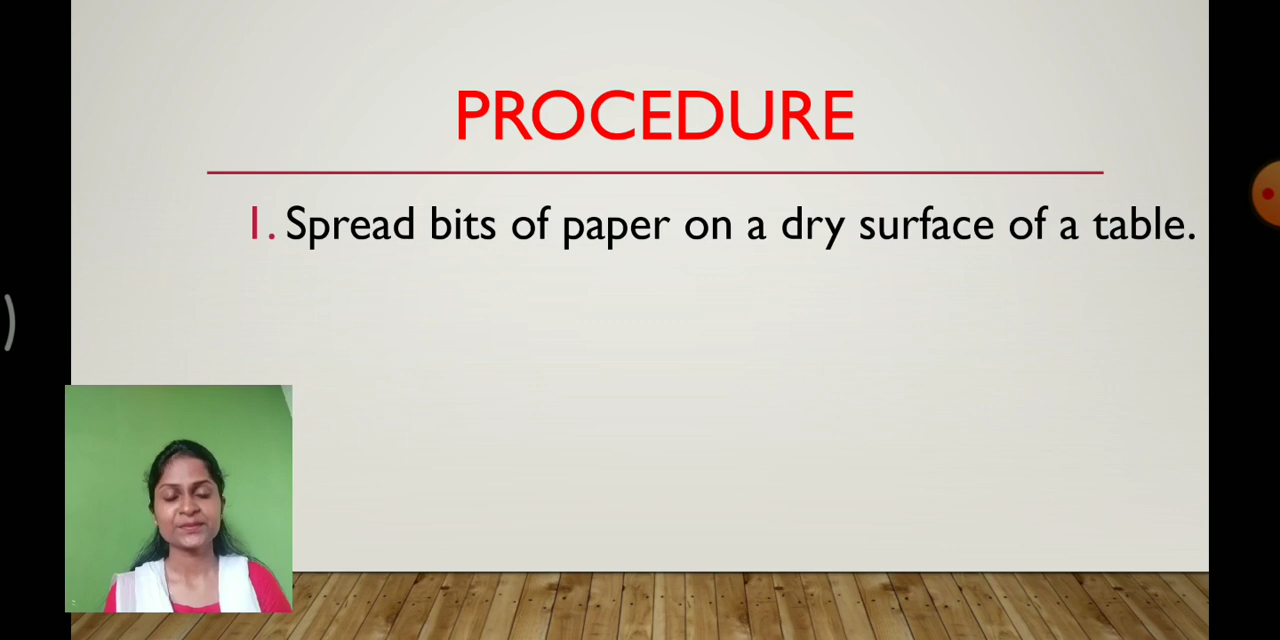 PROCEDURE
1. Spread bits of paper on a dry surface of a table.